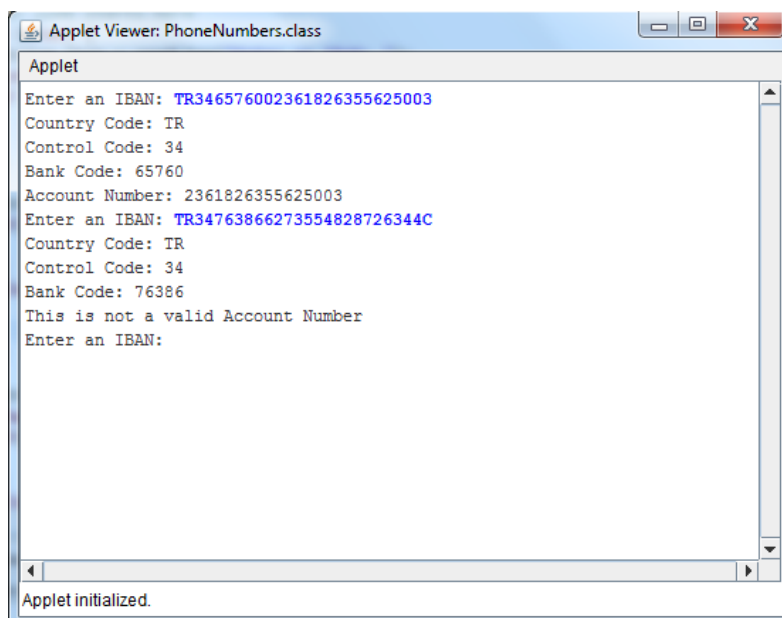 Applet Viewer: PhoneNumbers.class
Applet
Enter an IBAN: TR346576002361826355625003
Country Code: TR
Control Code: 34
Bank Code: 65760
Account Number: 2361826355625003
Enter an IBAN: TR34763866273554828726344C
Country Code: TR
Control Code: 34
Bank Code: 76386
This is not a valid Account Number
Enter an IBAN:
Applet initialized.